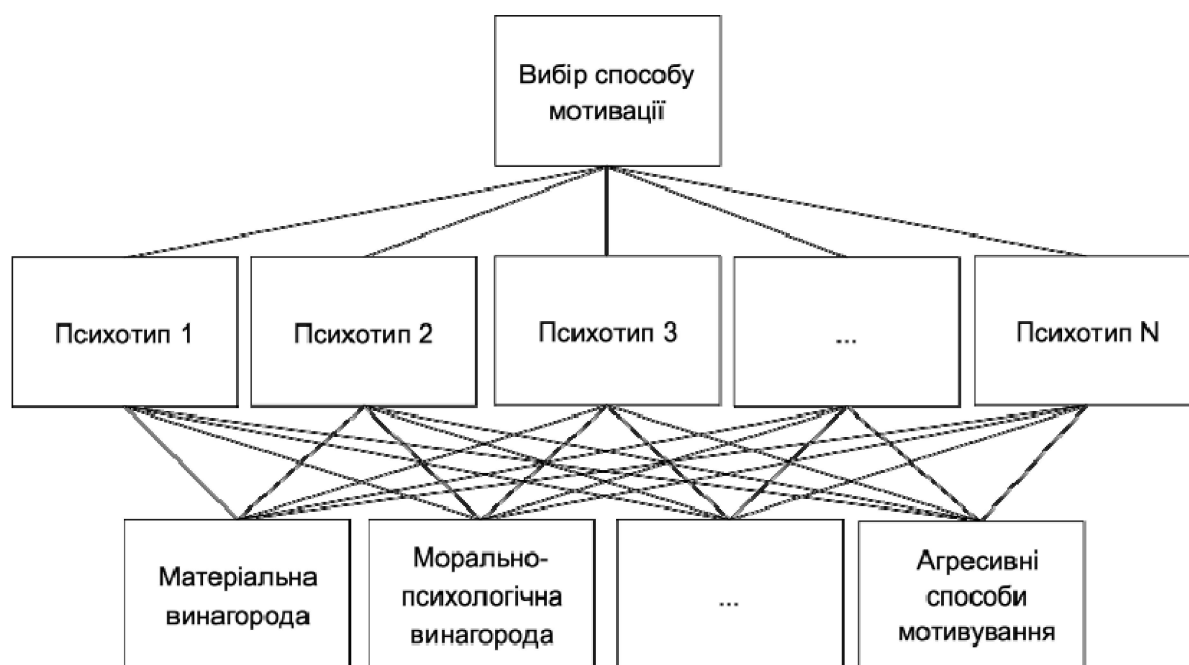 Вибір способу
мотивації
Психотип 1
Психотип 2
Психотип 3
...
Психотип N
Матеріальна
винагорода
Морально-
психологічна
винагорода
...
Агресивні
способи
мотивування